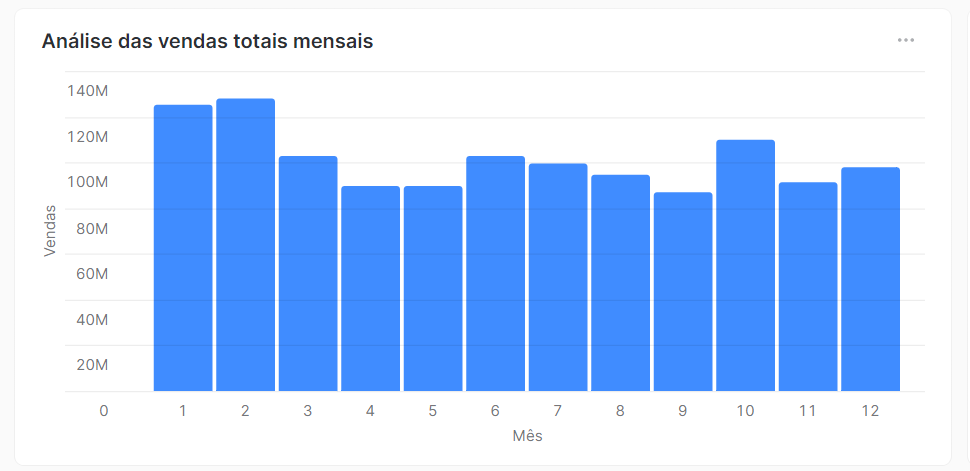 Análise das vendas totais mensais
140M
120M
100M
80M
60M
40M
20M
Vendas
0 1 2 3 4 5 6 7 8 9 10 11 12
Mês